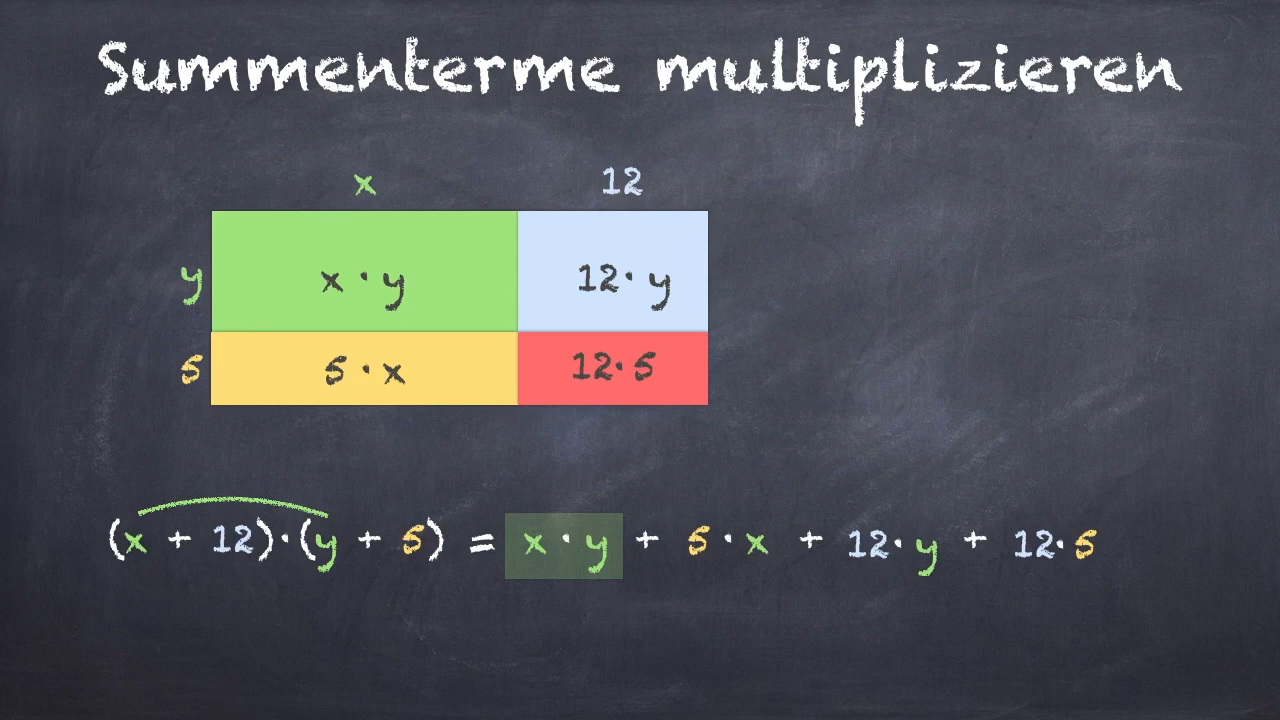 Summenterme multiplizieren
x 12
y x · y 12 · y
5 5 · x 12 · 5
(x + 12) · (y + 5) = x · y + 5 · x + 12 · y + 12 · 5